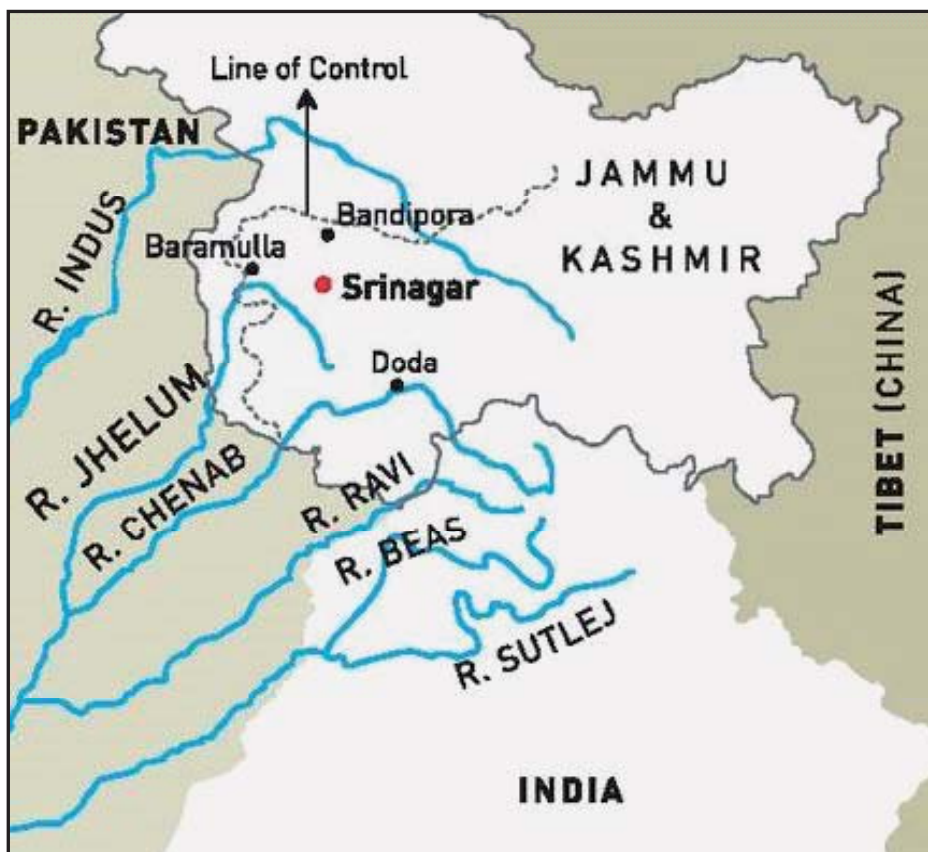 Line of Control
PAKISTAN
JAMMU
&
KASHMIR
R. INDUS
Bandipora
Baramulla
Srinagar
Doda
R. JHELUM
R. CHENAB
R. RAVI
R. BEAS
R. SUTLEJ
TIBET (CHINA)
INDIA